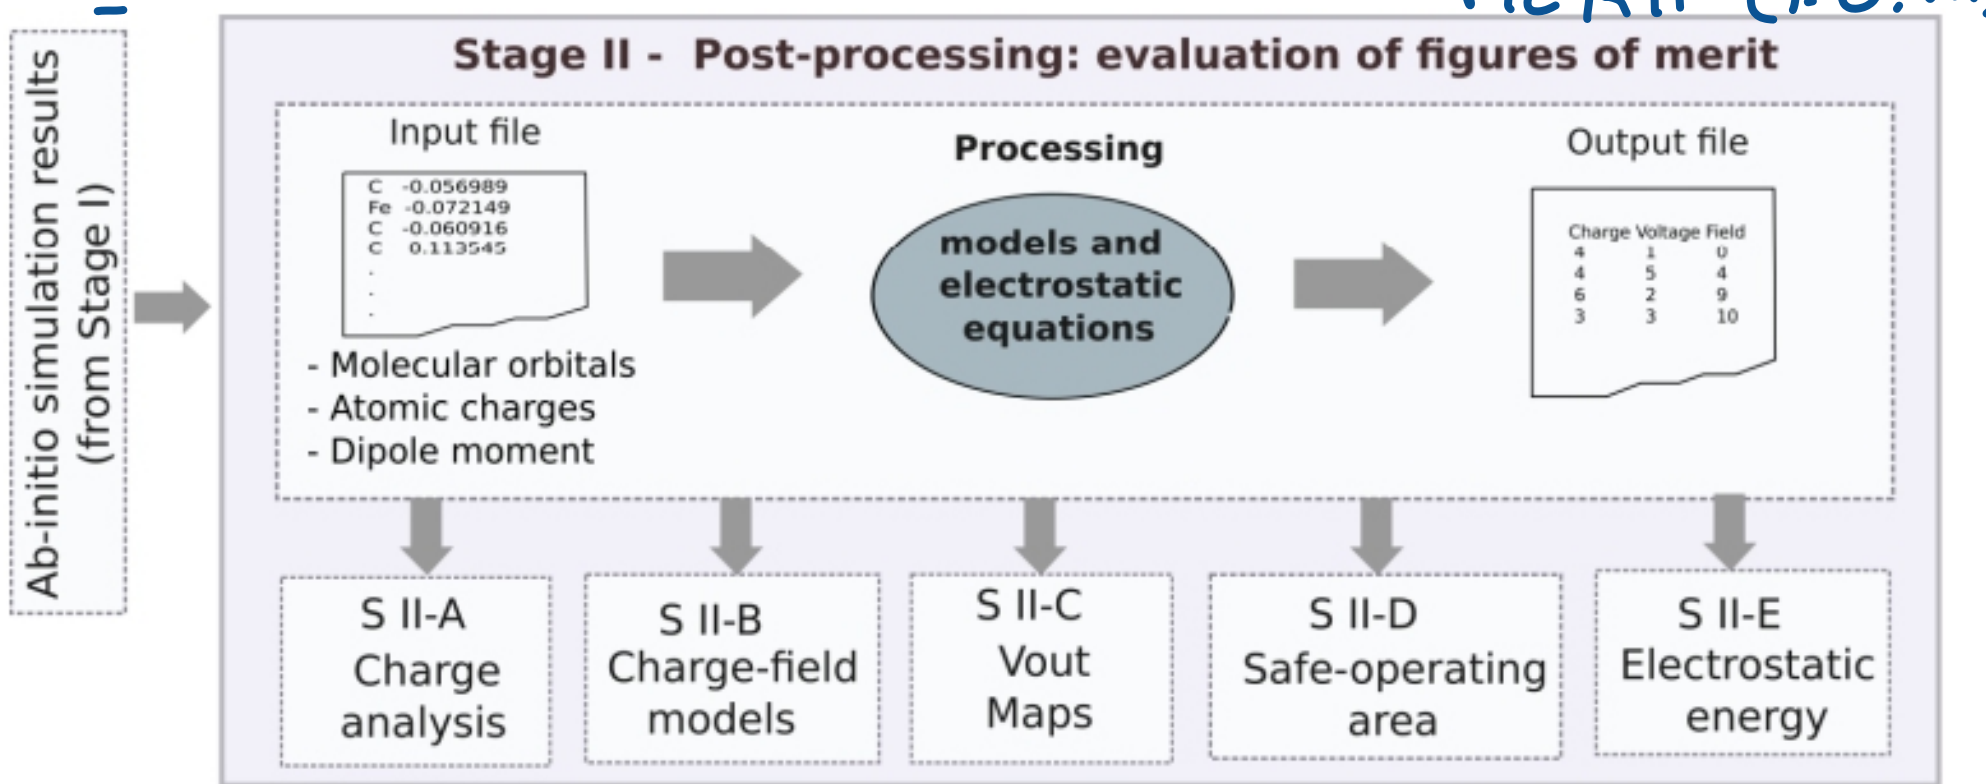 Ab-initio simulation results
(from Stage I)
Stage II - Post-processing: evaluation of figures of merit
Input file
C -0.056989
Fe -0.072149
C -0.060916
C 0.113545
.
.
.
- Molecular orbitals
- Atomic charges
- Dipole moment
Processing
models and
electrostatic
equations
Output file
Charge Voltage Field
4 1 0
4 5 4
6 2 9
3 3 10
S II-A
Charge
analysis
S II-B
Charge-field
models
S II-C
Vout
Maps
S II-D
Safe-operating
area
S II-E
Electrostatic
energy